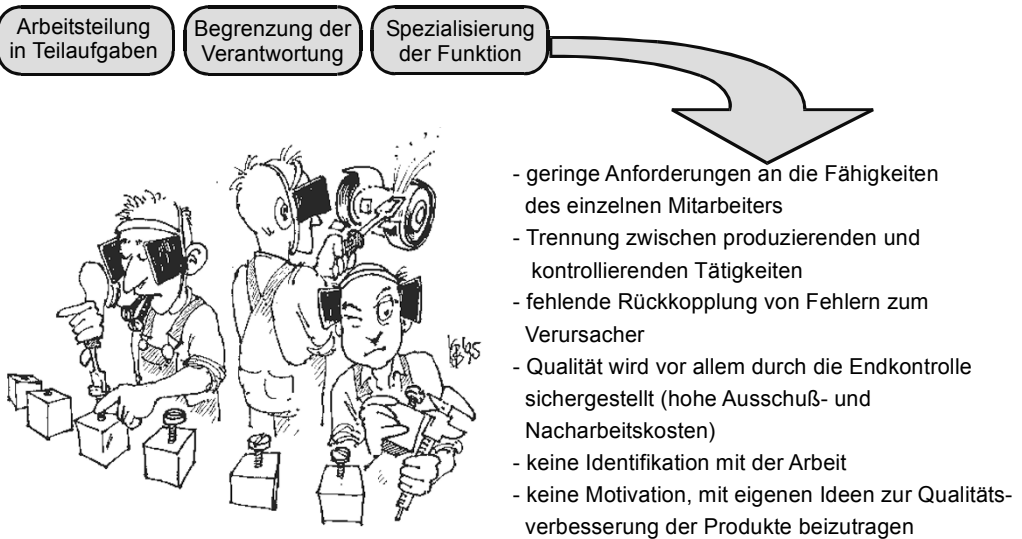 Arbeitsteilung
in Teilaufgaben
Begrenzung der
Verantwortung
Spezialisierung
der Funktion
- geringe Anforderungen an die Fähigkeiten
des einzelnen Mitarbeiters
- Trennung zwischen produzierenden und
kontrollierenden Tätigkeiten
- fehlende Rückkopplung von Fehlern zum
Verursacher
- Qualität wird vor allem durch die Endkontrolle
sichergestellt (hohe Ausschuß- und
Nacharbeitskosten)
- keine Identifikation mit der Arbeit
- keine Motivation, mit eigenen Ideen zur Qualitäts-
verbesserung der Produkte beizutragen